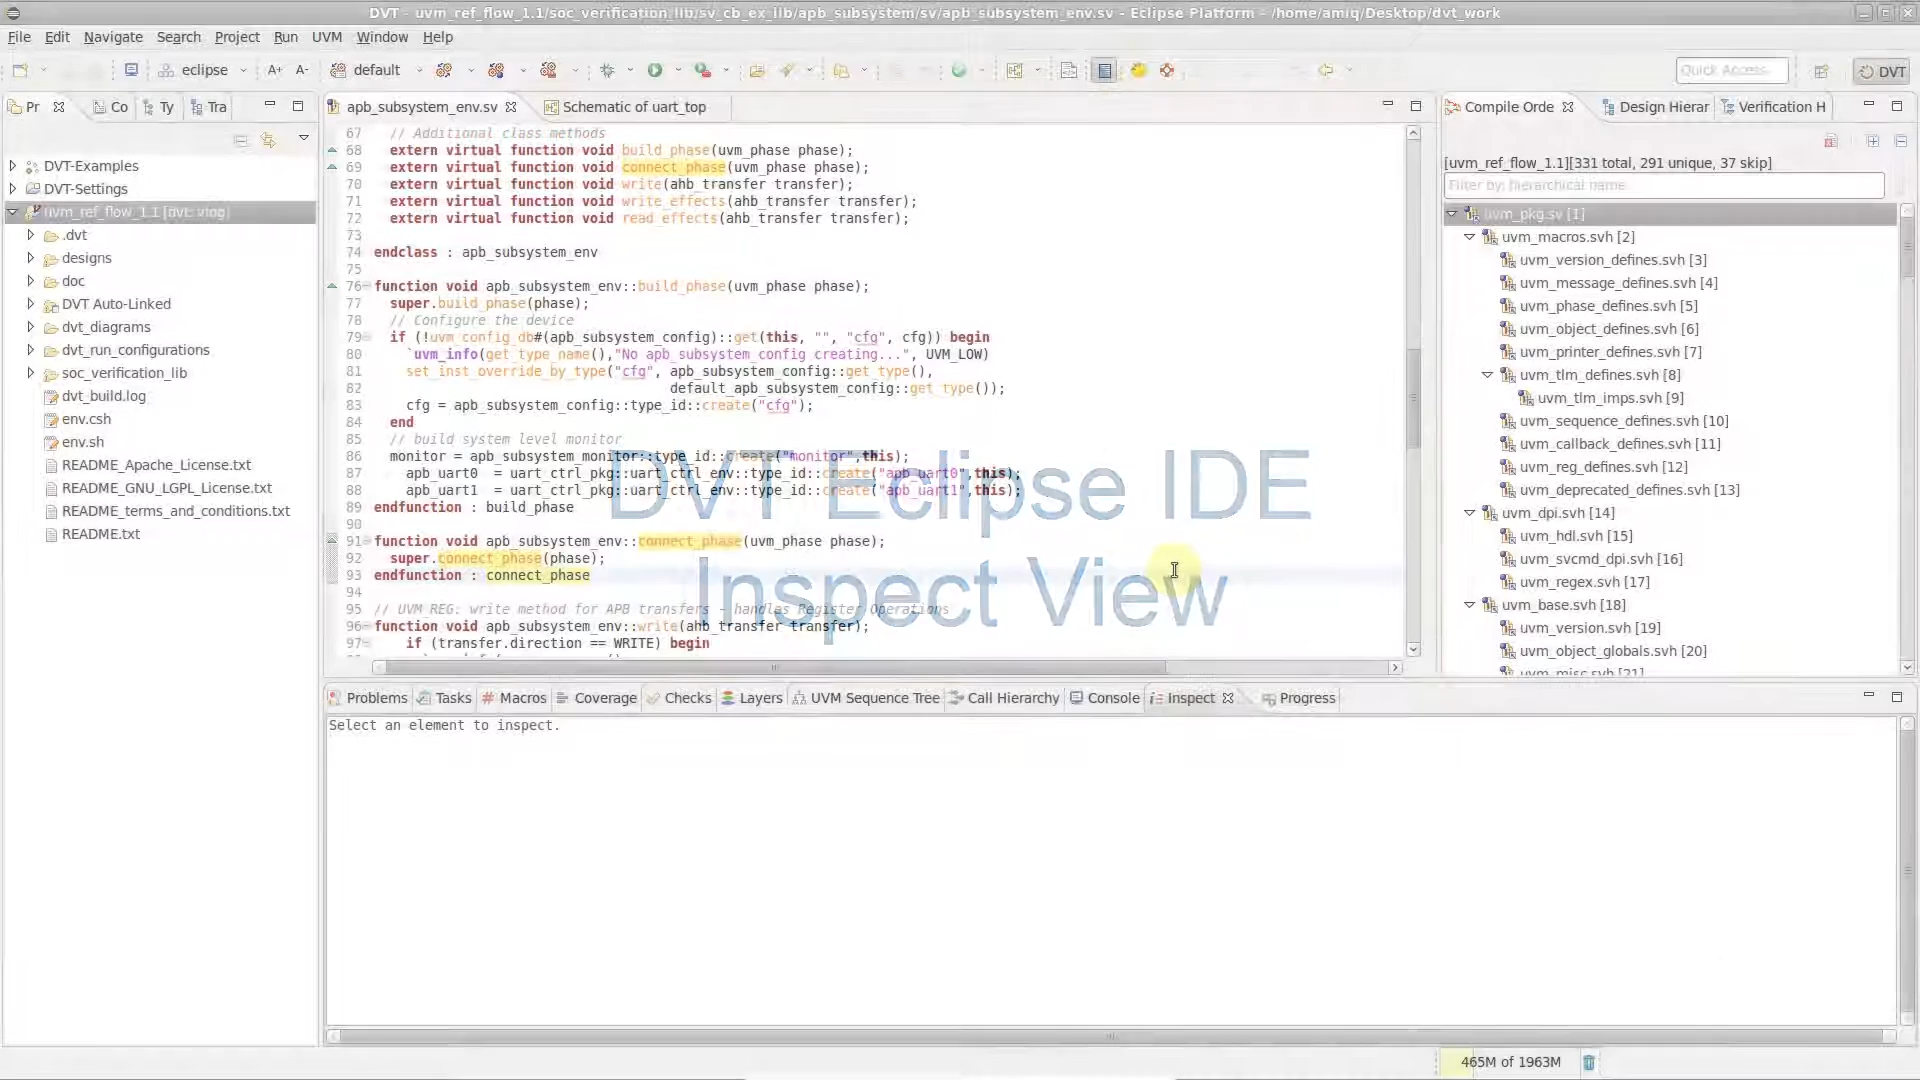 DVT - uvm_ref_flow_1.1/soc_verification_lib/sv_cb_ex_lib/apb_subsystem/sv/apb_subsystem_env.sv - Eclipse Platform - /home/amiq/Desktop/dvt_work
File Edit Navigate Search Project Run UVM Window Help
eclipse A+ A- default Quick Access DVT
Pr Co Ty Tra
DVT-Examples
DVT-Settings
uvm_ref_flow_1.1 [dvt: vlog]
.dvt
designs
doc
DVT Auto-Linked
dvt_diagrams
dvt_run_configurations
soc_verification_lib
dvt_build.log
env.csh
env.sh
README_Apache_License.txt
README_GNU_LGPL_License.txt
README_terms_and_conditions.txt
README.txt
apb_subsystem_env.sv Schematic of uart_top
67 // Additional class methods
68 extern virtual function void build_phase(uvm_phase phase);
69 extern virtual function void connect_phase(uvm_phase phase);
70 extern virtual function void write(ahb_transfer transfer);
71 extern virtual function void write_effects(ahb_transfer transfer);
72 extern virtual function void read_effects(ahb_transfer transfer);
73
74 endclass : apb_subsystem_env
75
76 function void apb_subsystem_env::build_phase(uvm_phase phase);
77 super.build_phase(phase);
78 // Configure the device
79 if (!uvm_config_db#(apb_subsystem_config)::get(this, "", "cfg", cfg)) begin
80 `uvm_info(get_type_name(),"No apb_subsystem_config creating...", UVM_LOW)
81 set_inst_override_by_type("cfg", apb_subsystem_config::get_type(),
82 default_apb_subsystem_config::get_type());
83 cfg = apb_subsystem_config::type_id::create("cfg");
84 end
85 // build system level monitor
86 monitor = apb_subsystem_monitor::type_id::create("monitor",this);
87 apb_uart0 = uart_ctrl_pkg::uart_ctrl_env::type_id::create("apb_uart0",this);
88 apb_uart1 = uart_ctrl_pkg::uart_ctrl_env::type_id::create("apb_uart1",this);
89 endfunction : build_phase
90
91 function void apb_subsystem_env::connect_phase(uvm_phase phase);
92 super.connect_phase(phase);
93 endfunction : connect_phase
94
95 // UVM_REG: write method for APB transfers - handles Register Operations
96 function void apb_subsystem_env::write(ahb_transfer transfer);
97 if (transfer.direction == WRITE) begin
DVT Eclipse IDE
Inspect View
Compile Orde Design Hierar Verification H
[uvm_ref_flow_1.1][331 total, 291 unique, 37 skip]
Filter by: hierarchical name
uvm_pkg.sv [1]
uvm_macros.svh [2]
uvm_version_defines.svh [3]
uvm_message_defines.svh [4]
uvm_phase_defines.svh [5]
uvm_object_defines.svh [6]
uvm_printer_defines.svh [7]
uvm_tlm_defines.svh [8]
uvm_tlm_imps.svh [9]
uvm_sequence_defines.svh [10]
uvm_callback_defines.svh [11]
uvm_reg_defines.svh [12]
uvm_deprecated_defines.svh [13]
uvm_dpi.svh [14]
uvm_hdl.svh [15]
uvm_svcmd_dpi.svh [16]
uvm_regex.svh [17]
uvm_base.svh [18]
uvm_version.svh [19]
uvm_object_globals.svh [20]
uvm_misc.svh [21]
Problems Tasks # Macros Coverage Checks Layers UVM Sequence Tree Call Hierarchy Console Inspect Progress
Select an element to inspect.
465M of 1963M